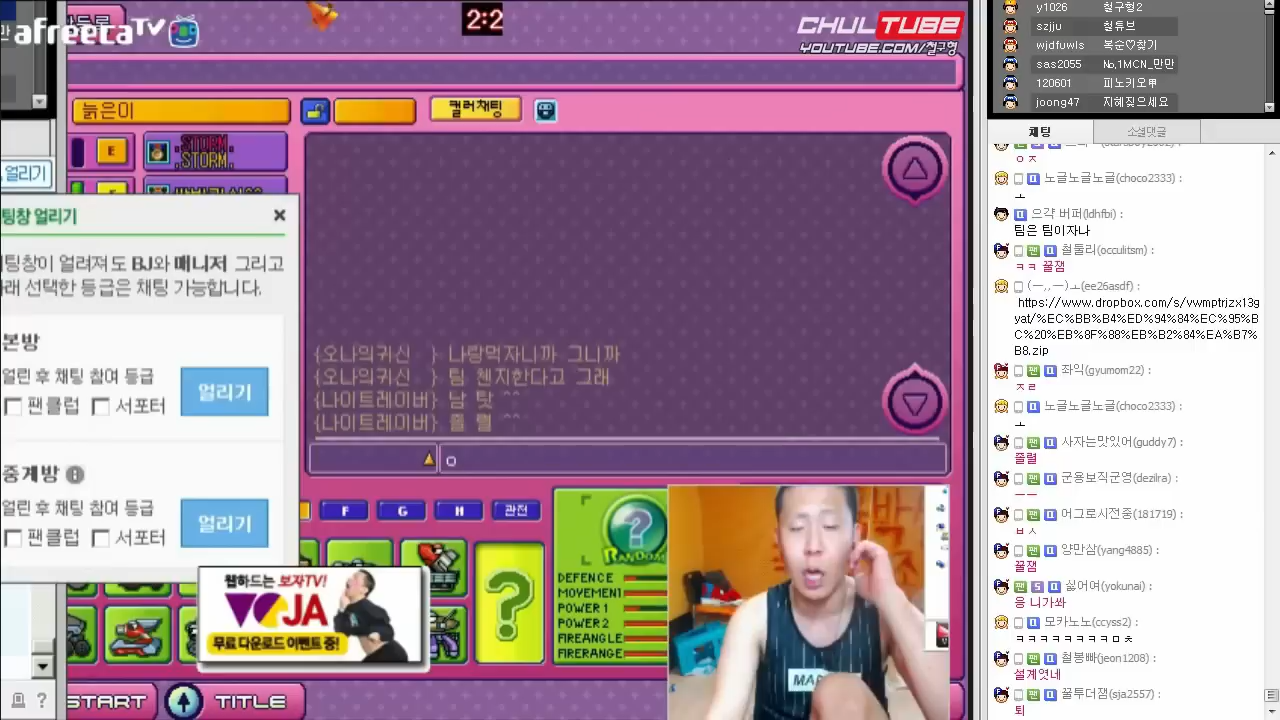 afreecaTV
2:2
CHULTUBE
YOUTUBE.COM/철구형
늙은이
컬러채팅
E
.STORM.
.STORM.
얼리기
팅창 얼리기
팅창이 얼려져도 BJ와 매니저 그리고
래 선택한 등급은 채팅 가능합니다.
본방
열린 후 채팅 참여 등급
팬클럽 서포터
얼리기
중계방
열린 후 채팅 참여 등급
팬클럽 서포터
얼리기
{오나의귀신 } 나랑먹자니까 그니까
{오나의귀신 } 팀 첸지한다고 그래
{나이트레이버} 남 탓 ^^
{나이트레이버} 졸 렬 ^^
o
F G H 관전
RANDOM
DEFENCE
MOVEMENT
POWER 1
POWER 2
FIREANGLE
FIRERANGE
웹하드는 보자TV!
VOJA
무료 다운로드 이벤트 중!
START
TITLE
MAR
y1026 철구형2
szjju 철튜브
wjdfuwls 복순♡찾기
sas2055 №,1MCN_만만
120601 피노키오ㅠ
joong47 지혜짖으세요
채팅 소셜댓글
ㅇㅈ
노글노글노글(choco2333) :
ㅗ
으갹 버퍼(ldhfbi) :
팀은 팀이자나
철둘리(occulitsm) :
ㅋㅋ 꿀잼
(ㅡ,,ㅡ)ㅗ(ee26asdf) :
https://www.dropbox.com/s/vwmptrjzx13g
yat/%EC%BB%B4%ED%94%84%EC%95%B
C%20%EB%8F%88%EB%B2%84%EA%B7%
B8.zip
좌익(gyumom22) :
ㅈㄹ
노글노글노글(choco2333) :
ㅗ
사자는맛있어(guddy7) :
졸렬
군용보직군영(dezilra) :
ㅡㅡ
어그로시전중(181719) :
ㅂㅅ
양만삼(yang4885) :
꿀잼
싫어여(yokunai) :
응 니가쏴
모카노노(ccyss2) :
ㅋㅋㅋㅋㅋㅋㅋㅋㅁㅊ
철봉빠(jeon1208) :
설계엿네
꿀투더잼(sja2557) :
퇴